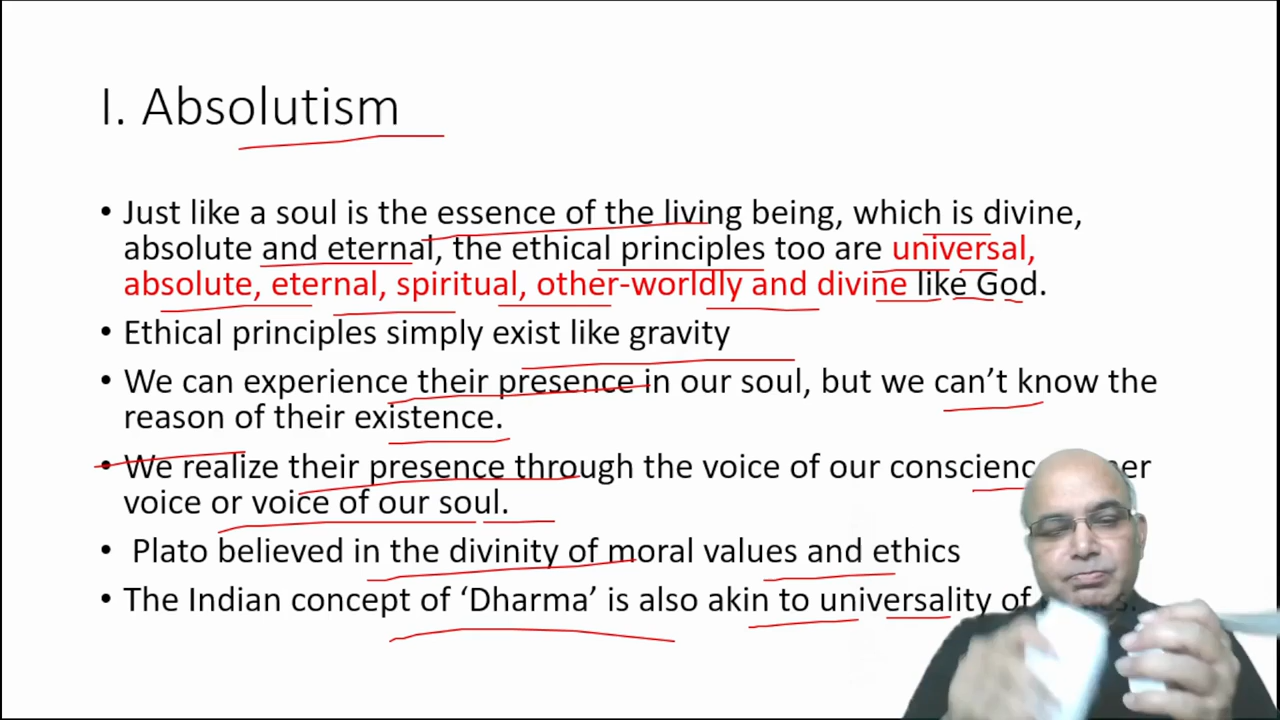 I. Absolutism
• Just like a soul is the essence of the living being, which is divine,
absolute and eternal, the ethical principles too are universal,
absolute, eternal, spiritual, other-worldly and divine like God.
• Ethical principles simply exist like gravity
• We can experience their presence in our soul, but we can't know the
reason of their existence.
• We realize their presence through the voice of our
voice or voice of our soul.
• Plato believed in the divinity of moral values and ethics
• The Indian concept of 'Dharma' is also akin to universality of